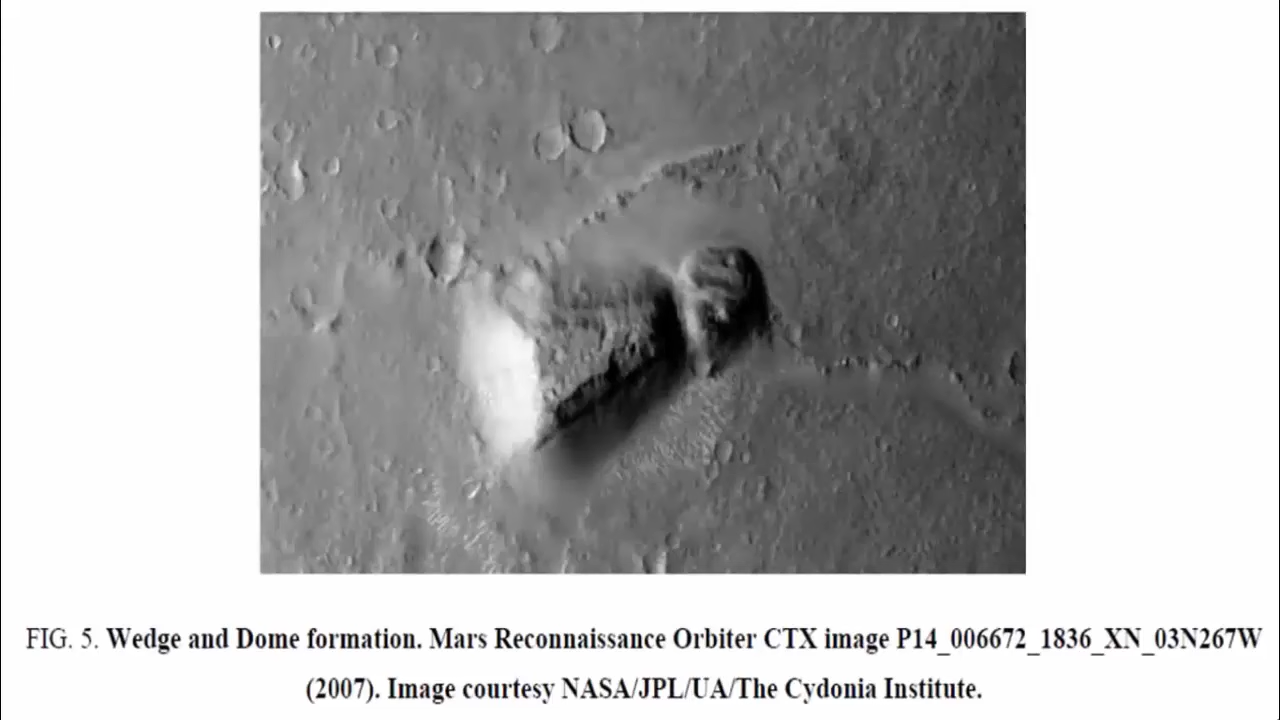 FIG. 5. Wedge and Dome formation. Mars Reconnaissance Orbiter CTX image P14_006672_1836_XN_03N267W
(2007). Image courtesy NASA/JPL/UA/The Cydonia Institute.